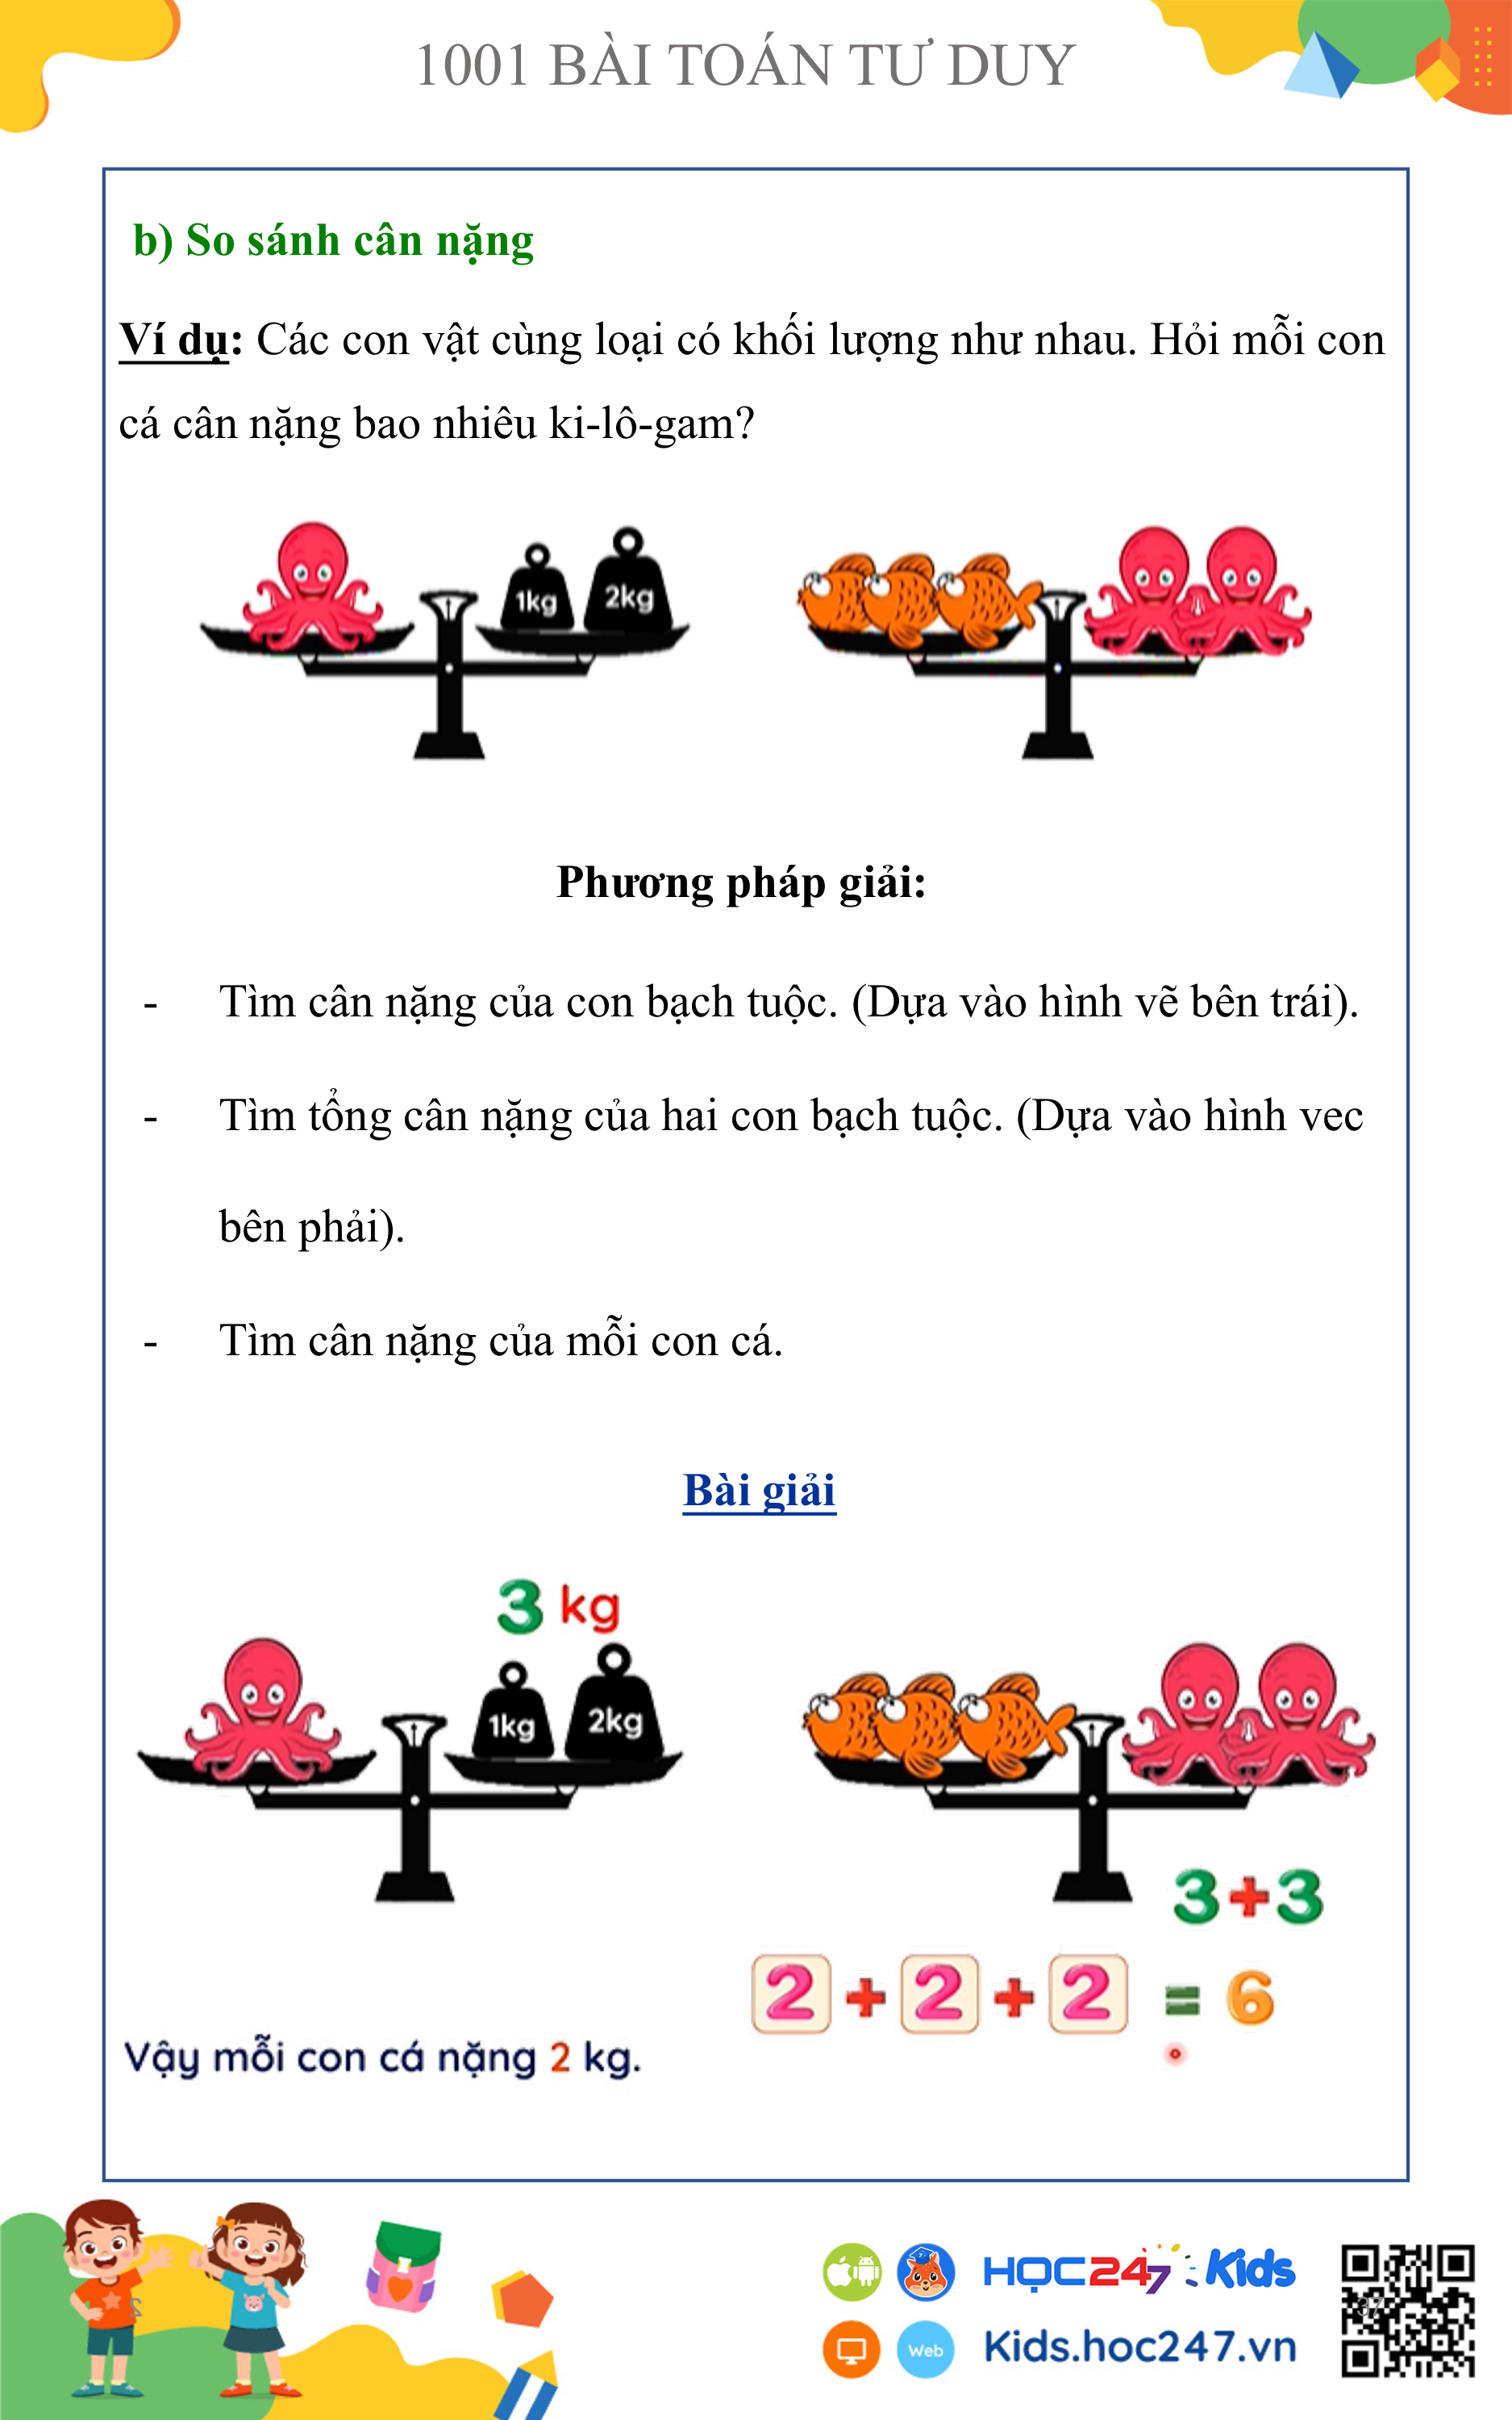 1001 BÀI TOÁN TƯ DUY
b) So sánh cân nặng
Ví dụ: Các con vật cùng loại có khối lượng như nhau. Hỏi mỗi con
cá cân nặng bao nhiêu ki-lô-gam?
1kg 2kg
Phương pháp giải:
- Tìm cân nặng của con bạch tuộc. (Dựa vào hình vẽ bên trái).
- Tìm tổng cân nặng của hai con bạch tuộc. (Dựa vào hình vec
bên phải).
- Tìm cân nặng của mỗi con cá.
Bài giải
3 kg
1kg 2kg
3+3
2 + 2 + 2 = 6
Vậy mỗi con cá nặng 2 kg.
HỌC247 Kids
37
Web Kids.hoc247.vn